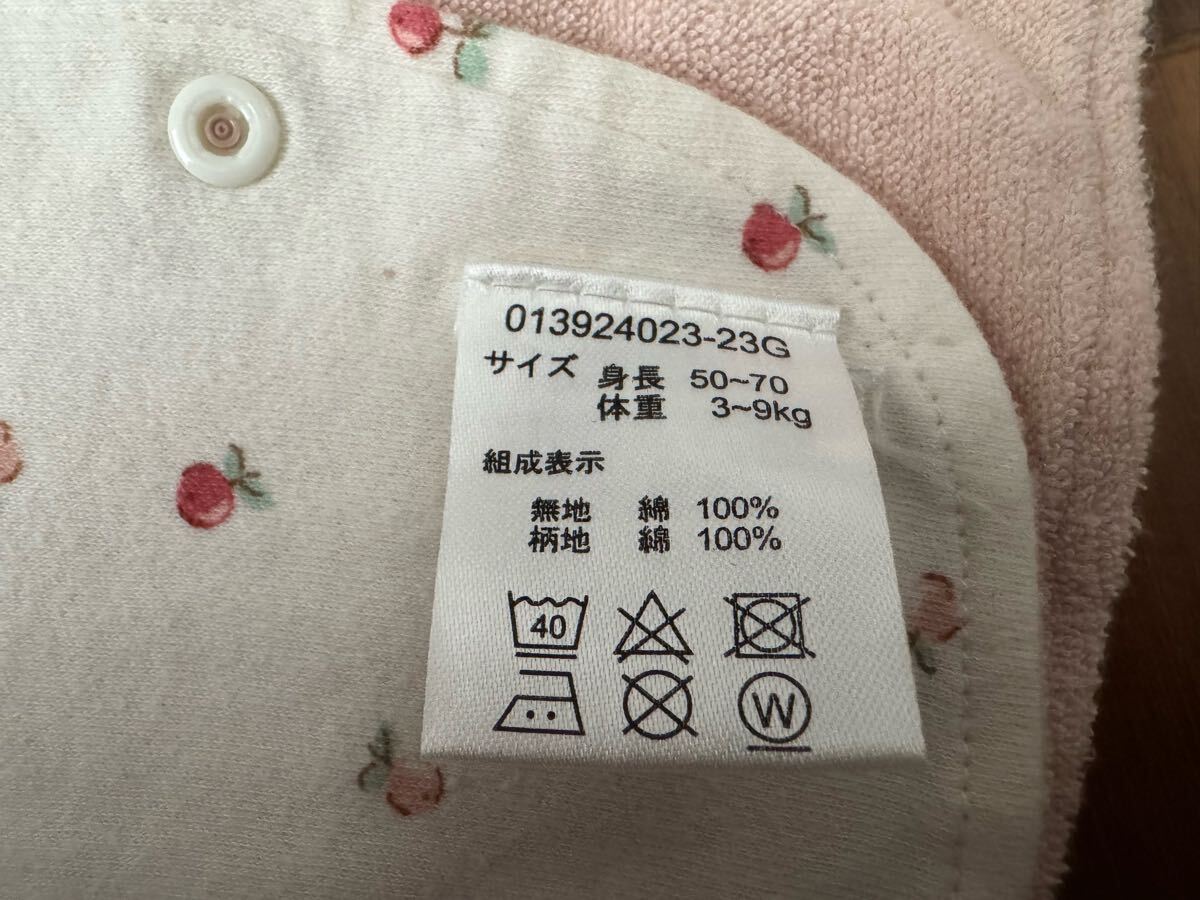 013924023-23G
サイズ 身長 50~70
体重 3~9kg
組成表示
無地 綿 100%
柄地 綿 100%
40
W